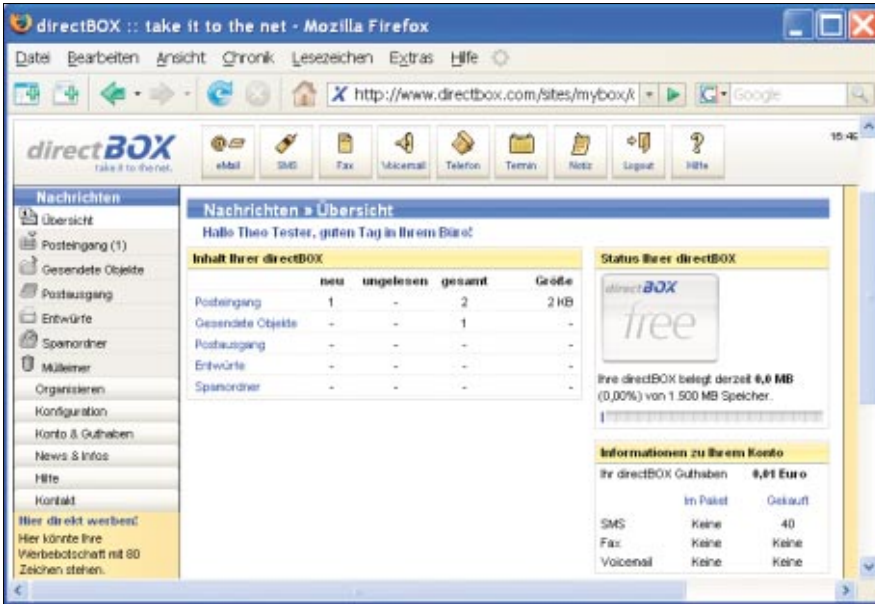 directBOX :: take it to the net - Mozilla Firefox
Datei Bearbeiten Ansicht Chronik Lesezeichen Extras Hilfe
http://www.directbox.com/sites/mybox/
Google
directBOX
take it to the net.
eMail SMS Fax Voicemail Telefon Termin Notiz Logout Hilfe
Nachrichten
Übersicht
Posteingang (1)
Gesendete Objekte
Postausgang
Entwürfe
Spamordner
Mülleimer
Organisieren
Konfiguration
Konto & Guthaben
News & Infos
Hilfe
Kontakt
Hier direkt werben!
Hier könnte Ihre
Werbebotschaft mit 80
Zeichen stehen.
Nachrichten » Übersicht
Hallo Theo Tester, guten Tag in Ihrem Büro!
Inhalt Ihrer directBOX
neu ungelesen gesamt Größe
Posteingang 1 - 2 2 KB
Gesendete Objekte - - 1 -
Postausgang - - - -
Entwürfe - - - -
Spamordner - - - -
Status Ihrer directBOX
directBOX
free
Ihre directBOX belegt derzeit 0,0 MB
(0,00%) von 1.500 MB Speicher.
Informationen zu Ihrem Konto
Ihr directBOX Guthaben 0,01 Euro
Im Paket Gekauft
SMS Keine 40
Fax Keine Keine
Voicemail Keine Keine